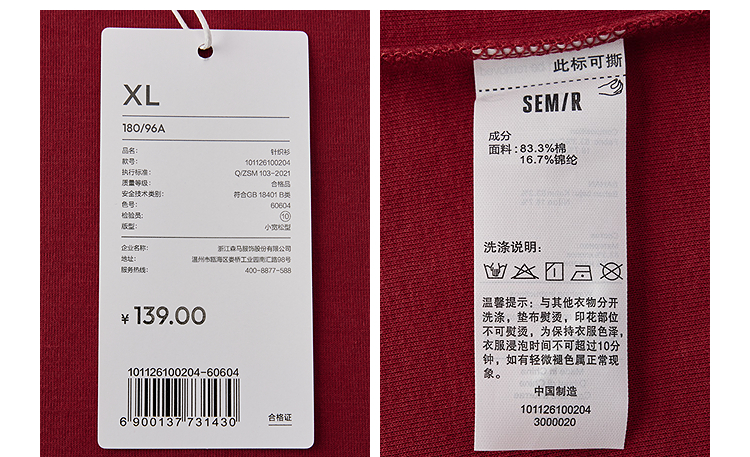 XL
180/96A
品名: 针织衫
款号: 101126100204
执行标准: Q/ZSM 103-2021
质量等级: 合格品
安全技术类别: 符合GB 18401 B类
色号: 60604
检验员: 10
版型: 小宽松型
企业名称: 浙江森马服饰股份有限公司
地址: 温州市瓯海区娄桥工业园南汇路98号
服务热线: 400-8877-588
¥ 139.00
101126100204-60604
6 900137 731430
合格证
此标可撕
SEM/R
成分
面料: 83.3%棉
16.7%锦纶
洗涤说明:
温馨提示: 与其他衣物分开
洗涤, 垫布熨烫, 印花部位
不可熨烫, 为保持衣服色泽,
衣服浸泡时间不可超过10分
钟, 如有轻微褪色属正常现
象。
中国制造
101126100204
3000020